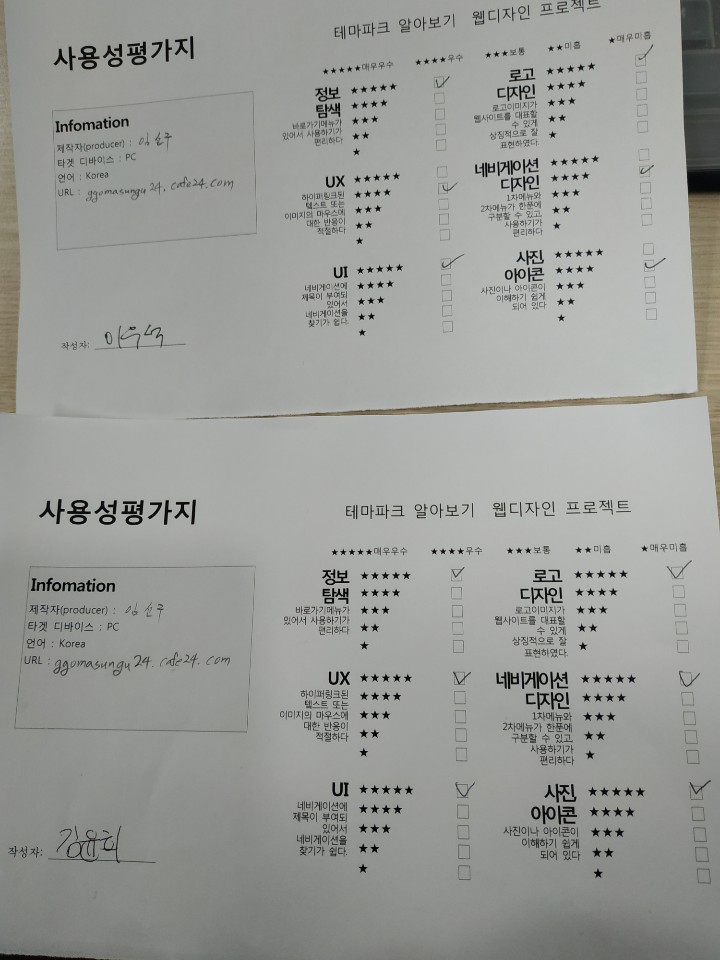 사용성평가지
테마파크 알아보기 웹디자인 프로젝트
★★★★★매우우수 ★★★★우수 ★★★보통 ★★미흡 ★매우미흡
Infomation
제작자(producer) : 임선구
타겟 디바이스 : PC
언어 : Korea
URL : ggomasungu24.cafe24.com
작성자:
정보 ★★★★★
탐색 ★★★★
바로가기메뉴가 ★★★
있어서 사용하기가 ★★
편리하다
★
UX ★★★★★
하이퍼링크된 ★★★★
텍스트 또는
이미지의 마우스에 ★★★
대한 반응이 ★★
적절하다
★
UI ★★★★★
네비게이션에 ★★★★
제목이 부여되
있어서 ★★★
네비게이션을 ★★
찾기가 쉽다.
★
로고 ★★★★★
디자인 ★★★★
로고이미지가 ★★★
웹사이트를 대표할
수 있게 ★★
상징적으로 잘 ★
표현하였다.
네비게이션 ★★★★★
디자인 ★★★★
1차메뉴와 ★★★
2차메뉴가 한푼에
구분할 수 있고, ★★
사용하기가 ★
편리하다
사진, ★★★★★
아이콘 ★★★★
사진이나 아이콘이 ★★★
이해하기 쉽게 ★★
되어 있다
★
사용성평가지
테마파크 알아보기 웹디자인 프로젝트
★★★★★매우우수 ★★★★우수 ★★★보통 ★★미흡 ★매우미흡
Infomation
제작자(producer) : 임선구
타겟 디바이스 : PC
언어 : Korea
URL : ggomasungu24.cafe24.com
작성자: 김윤희
정보 ★★★★★
탐색 ★★★★
바로가기메뉴가 ★★★
있어서 사용하기가 ★★
편리하다
★
UX ★★★★★
하이퍼링크된 ★★★★
텍스트 또는
이미지의 마우스에 ★★★
대한 반응이 ★★
적절하다
★
UI ★★★★★
네비게이션에 ★★★★
제목이 부여되
있어서 ★★★
네비게이션을 ★★
찾기가 쉽다.
★
로고 ★★★★★
디자인 ★★★★
로고이미지가 ★★★
웹사이트를 대표할
수 있게 ★★
상징적으로 잘 ★
표현하였다.
네비게이션 ★★★★★
디자인 ★★★★
1차메뉴와 ★★★
2차메뉴가 한푼에
구분할 수 있고, ★★
사용하기가 ★
편리하다
사진, ★★★★★
아이콘 ★★★★
사진이나 아이콘이 ★★★
이해하기 쉽게 ★★
되어 있다
★